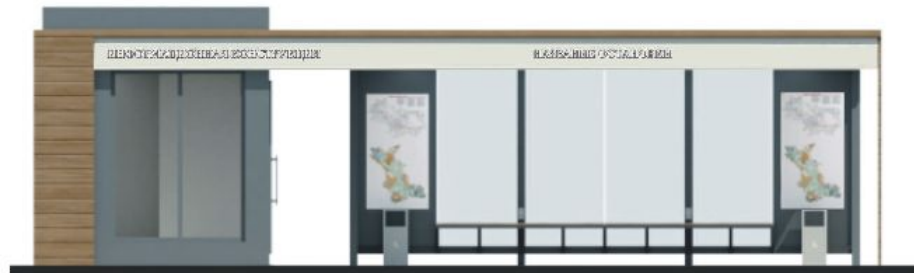 ИНФОРМАЦИОННАЯ КОНСТРУКЦИЯ
НАЗВАНИЕ ОСТАНОВКИ